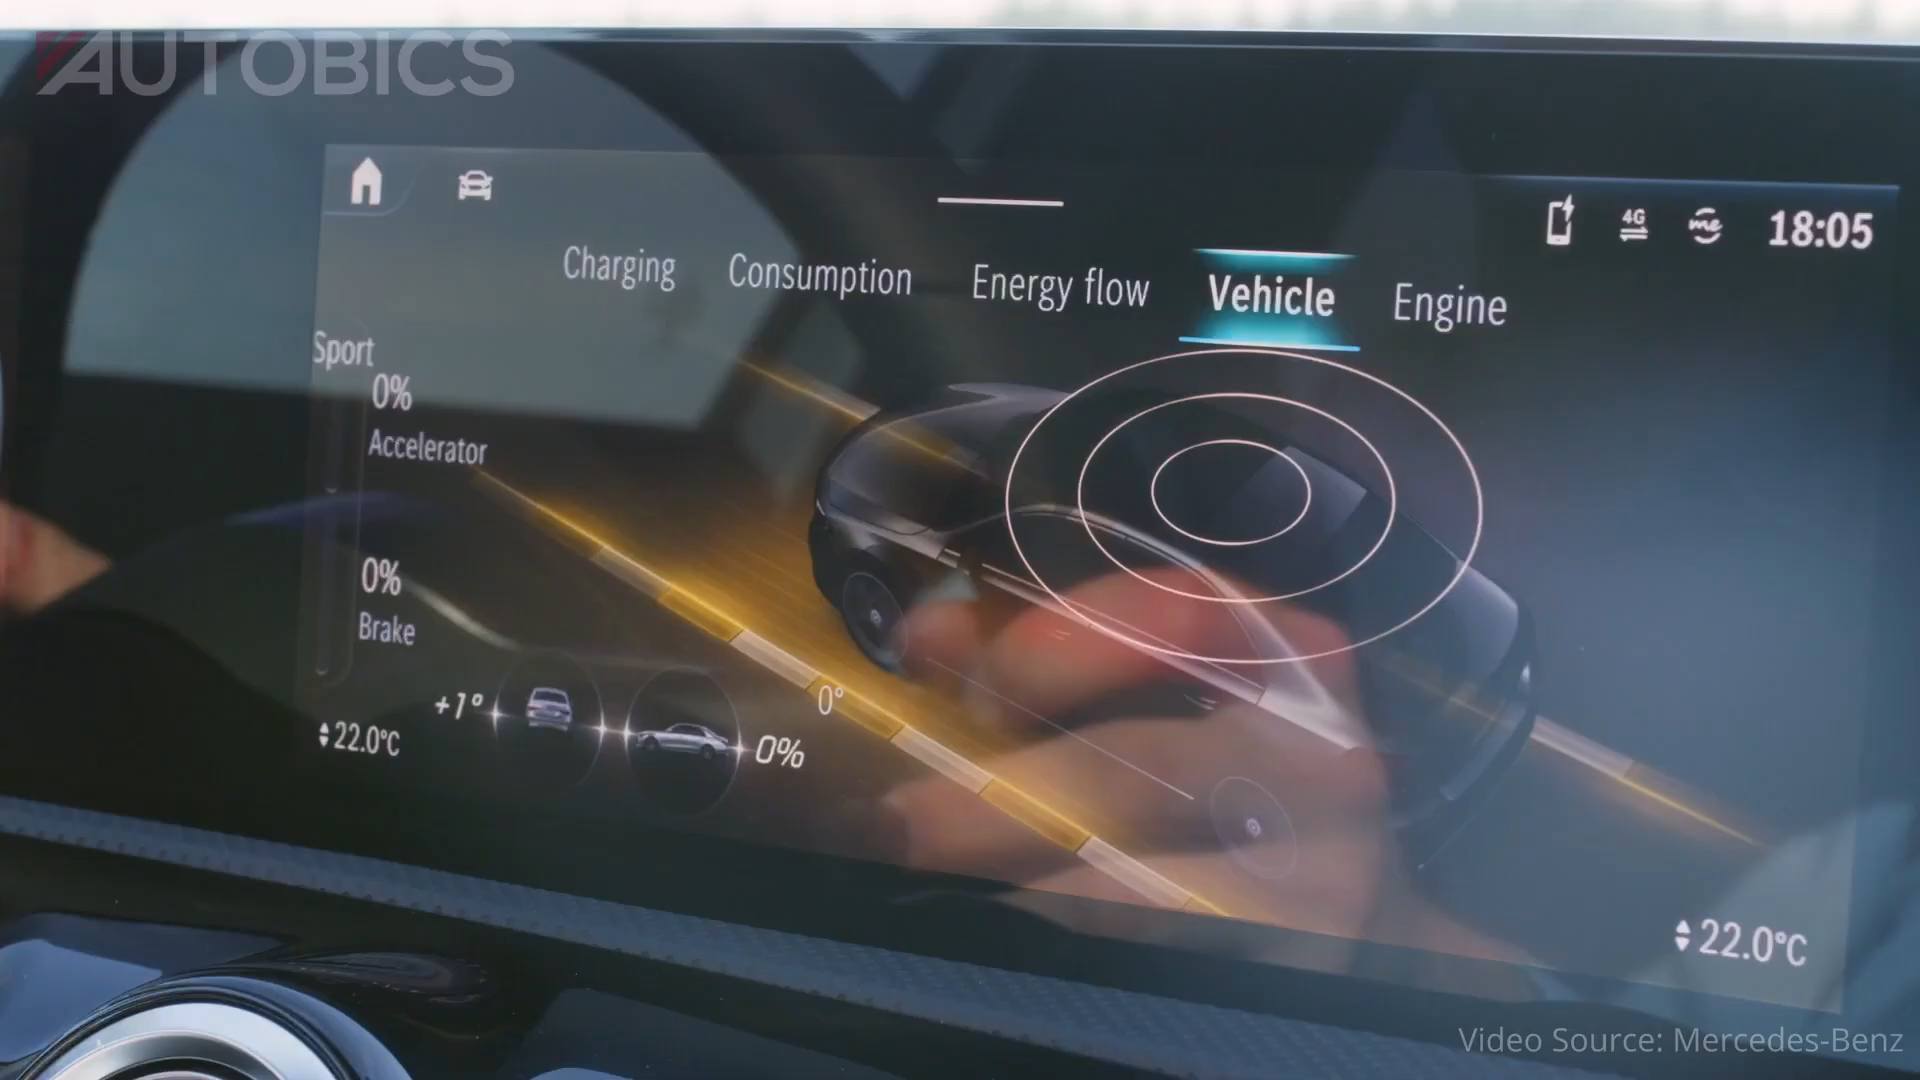 AUTOBICS
4G
me
18:05
Charging
Consumption
Energy flow
Vehicle
Engine
Sport
0%
Accelerator
0%
Brake
+1°
0°
0%
22.0°C
22.0°C
Video Source: Mercedes-Benz